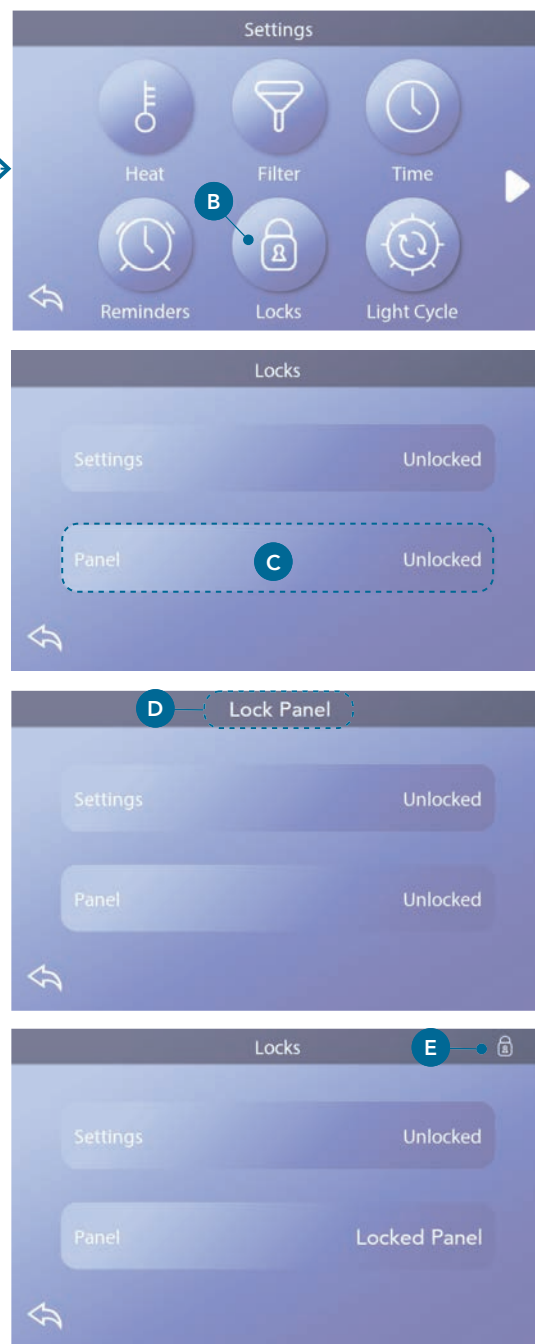 Settings
Heat Filter Time
B
Reminders Locks Light Cycle
Locks
Settings Unlocked
Panel C Unlocked
D Lock Panel
Settings Unlocked
Panel Unlocked
Locks E
Settings Unlocked
Panel Locked Panel